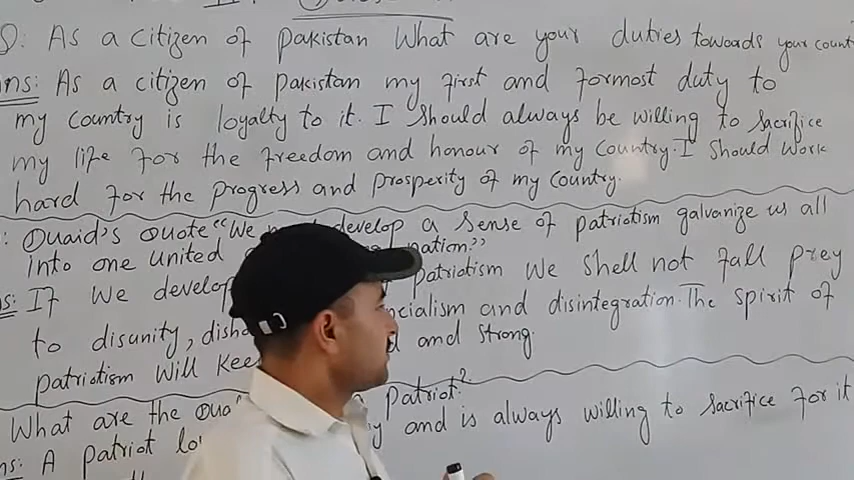 Q: As a citizen of Pakistan What are your duties towards your count
Ans: As a citizen of Pakistan my first and formost duty to
my country is loyalty to it. I should always be willing to sacrifice
my life for the freedom and honour of my country. I should work
hard for the progress and prosperity of my country.
: Quaid's quote "We develop a sense of patriotism galvanize us all
into one united nation."
ns: If we develop patriotism we shall not fall prey
to disunity, cialism and disintegration. The spirit of
patriotism will keep and strong.
What are the Patriot?
ns: A patriot and is always willing to sacrifice for it